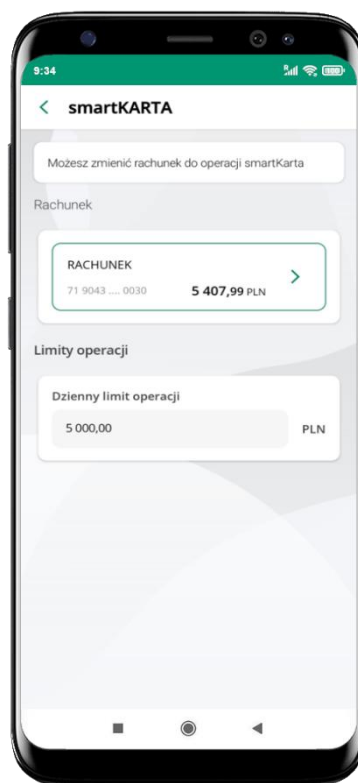 9:34
smartKARTA
Możesz zmienić rachunek do operacji smartKarta
Rachunek
RACHUNEK
71 9043 .... 0030 5 407,99 PLN
Limity operacji
Dzienny limit operacji
5 000,00 PLN